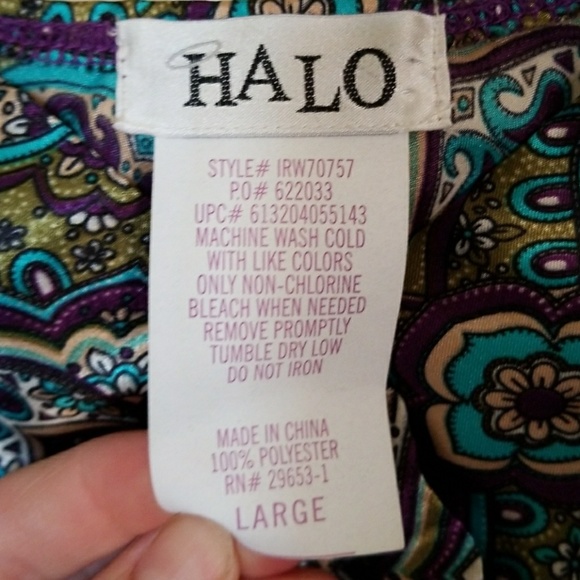 HALO
STYLE# IRW70757
P.O# 622033
UPC# 613204055143
MACHINE WASH COLD
WITH LIKE COLORS
ONLY NON-CHLORINE
BLEACH WHEN NEEDED
REMOVE PROMPTLY
TUMBLE DRY LOW
DO NOT IRON
MADE IN CHINA
100% POLYESTER
RN# 29653-1
LARGE